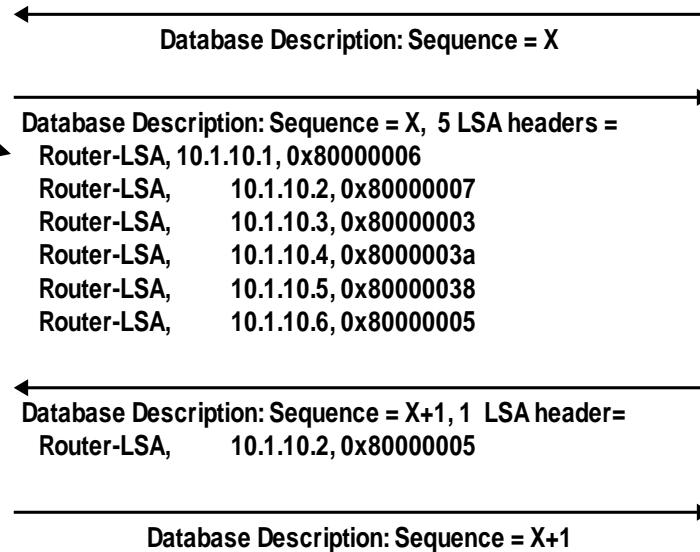 Database Description: Sequence = X
Database Description: Sequence = X, 5 LSA headers =
Router-LSA, 10.1.10.1, 0x80000006
Router-LSA, 10.1.10.2, 0x80000007
Router-LSA, 10.1.10.3, 0x80000003
Router-LSA, 10.1.10.4, 0x8000003a
Router-LSA, 10.1.10.5, 0x80000038
Router-LSA, 10.1.10.6, 0x80000005
Database Description: Sequence = X+1, 1 LSA header=
Router-LSA, 10.1.10.2, 0x80000005
Database Description: Sequence = X+1